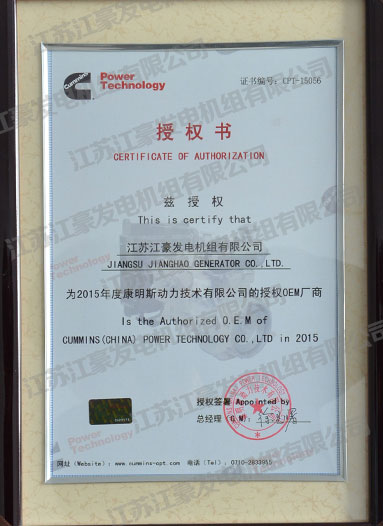 Cummins
Power
Technology
证书编号: CPT-15056
授权书
CERTIFICATE OF AUTHORIZATION
兹授权
This is certify that
江苏江豪发电机组有限公司
JIANGSU JIANGHAO GENERATOR CO., LTD.
为2015年度康明斯动力技术有限公司的授权OEM厂商
Is the Authorized O.E.M of
CUMMINS(CHINA) POWER TECHNOLOGY CO.,LTD in 2015
授权签署 Appointed by
总经理 (G.M):
网址 (Website): www.cummins-cpt.com 电话 (Tel): 0710-2833955
江苏江豪发电机组有限公司